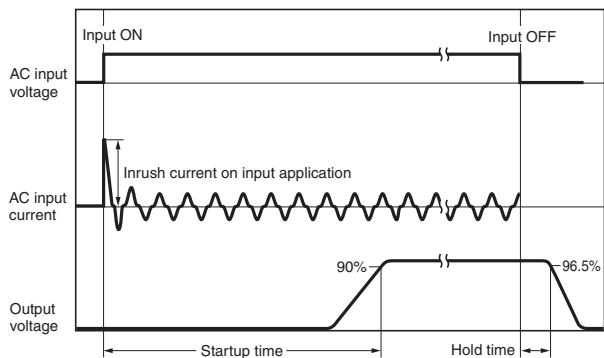 Input ON
Input OFF
AC input
voltage
Inrush current on input application
AC input
current
90%
96.5%
Output
voltage
Startup time
Hold time